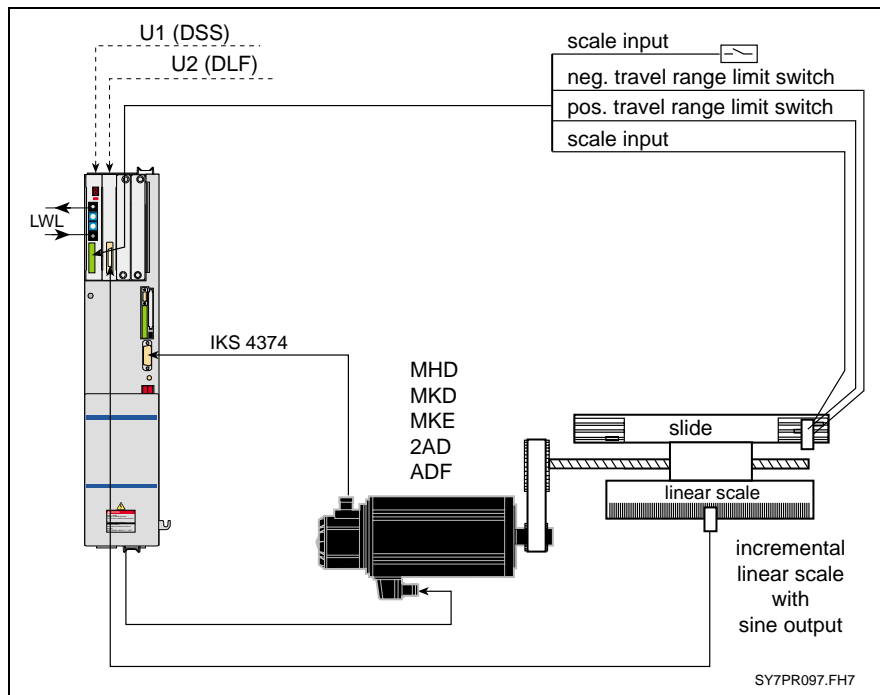 U1 (DSS)
U2 (DLF)
scale input
neg. travel range limit switch
pos. travel range limit switch
scale input
LWL
IKS 4374
MHD
MKD
MKE
2AD
ADF
slide
linear scale
incremental
linear scale
with
sine output
SY7PR097.FH7